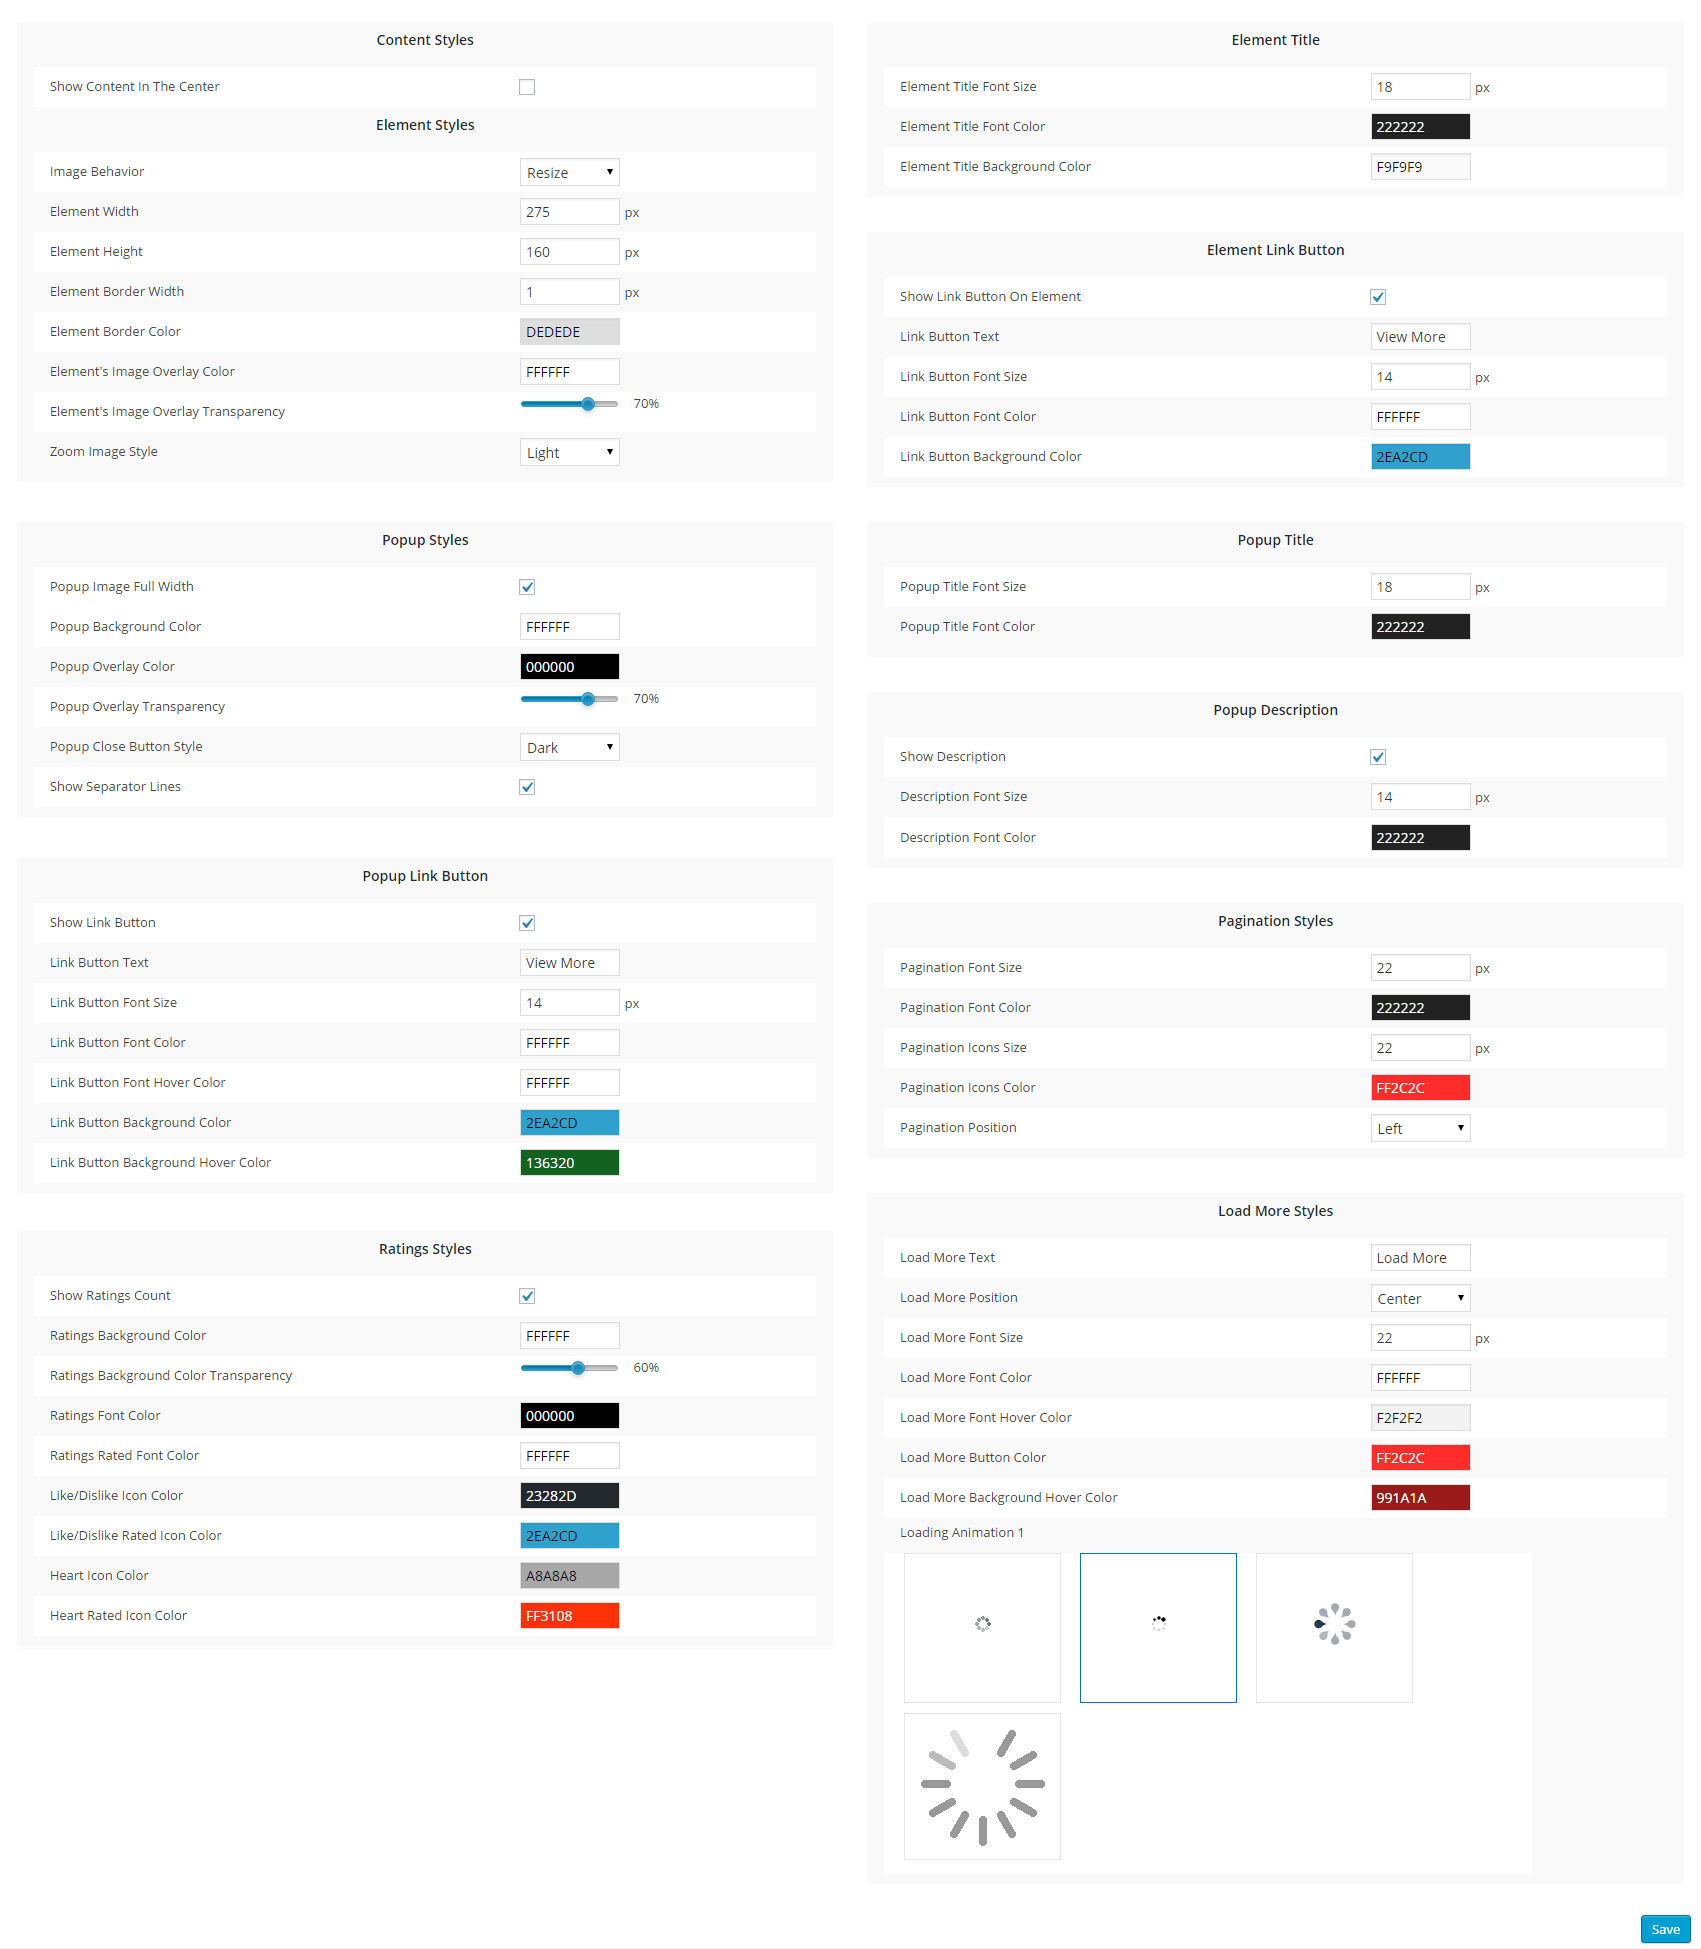 Content Styles
Show Content In The Center
Element Styles
Image Behavior Resize
Element Width 275 px
Element Height 160 px
Element Border Width 1 px
Element Border Color DEDEDE
Element's Image Overlay Color FFFFFF
Element's Image Overlay Transparency 70%
Zoom Image Style Light
Popup Styles
Popup Image Full Width
Popup Background Color FFFFFF
Popup Overlay Color 000000
Popup Overlay Transparency 70%
Popup Close Button Style Dark
Show Separator Lines
Popup Link Button
Show Link Button
Link Button Text View More
Link Button Font Size 14 px
Link Button Font Color FFFFFF
Link Button Font Hover Color FFFFFF
Link Button Background Color 2EA2CD
Link Button Background Hover Color 136320
Ratings Styles
Show Ratings Count
Ratings Background Color FFFFFF
Ratings Background Color Transparency 60%
Ratings Font Color 000000
Ratings Rated Font Color FFFFFF
Like/Dislike Icon Color 23282D
Like/Dislike Rated Icon Color 2EA2CD
Heart Icon Color A8A8A8
Heart Rated Icon Color FF3108
Element Title
Element Title Font Size 18 px
Element Title Font Color 222222
Element Title Background Color F9F9F9
Element Link Button
Show Link Button On Element
Link Button Text View More
Link Button Font Size 14 px
Link Button Font Color FFFFFF
Link Button Background Color 2EA2CD
Popup Title
Popup Title Font Size 18 px
Popup Title Font Color 222222
Popup Description
Show Description
Description Font Size 14 px
Description Font Color 222222
Pagination Styles
Pagination Font Size 22 px
Pagination Font Color 222222
Pagination Icons Size 22 px
Pagination Icons Color FF2C2C
Pagination Position Left
Load More Styles
Load More Text Load More
Load More Position Center
Load More Font Size 22 px
Load More Font Color FFFFFF
Load More Font Hover Color F2F2F2
Load More Button Color FF2C2C
Load More Background Hover Color 991A1A
Loading Animation 1
Save